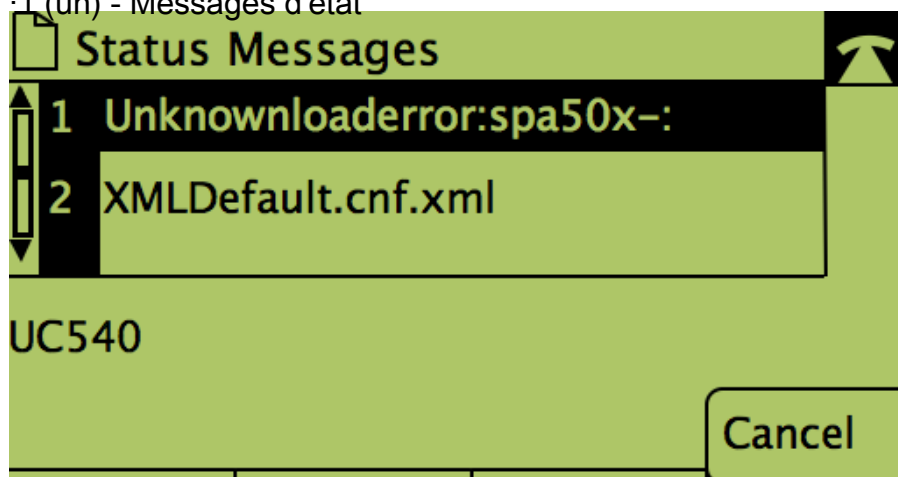 :1 (un) - Messages d'état
Status Messages
1 Unknownloaderror:spa50x-:
2 XMLDefault.cnf.xml
UC540
Cancel